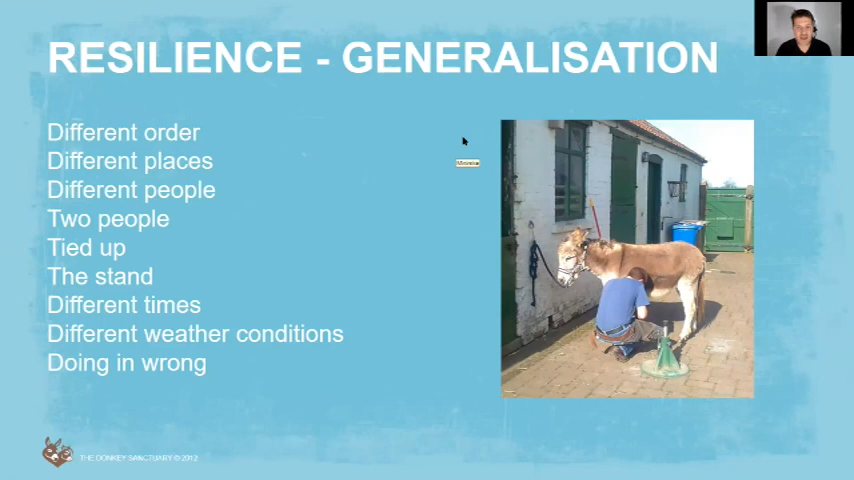 RESILIENCE - GENERALISATION
Different order
Different places
Different people
Two people
Tied up
The stand
Different times
Different weather conditions
Doing in wrong
THE DONKEY SANCTUARY © 2012